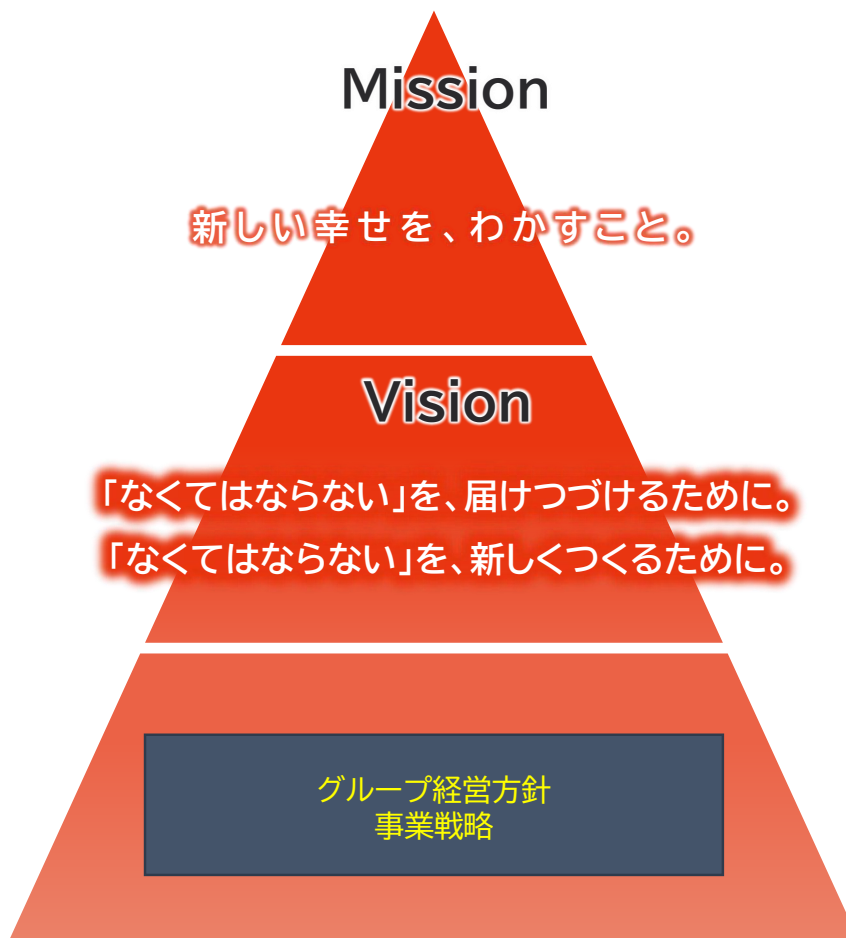 Mission
新しい幸せを、わかすこと。
Vision
「なくてはならない」を、届けつづけるために。
「なくてはならない」を、新しくつくるために。
グループ経営方針
事業戦略